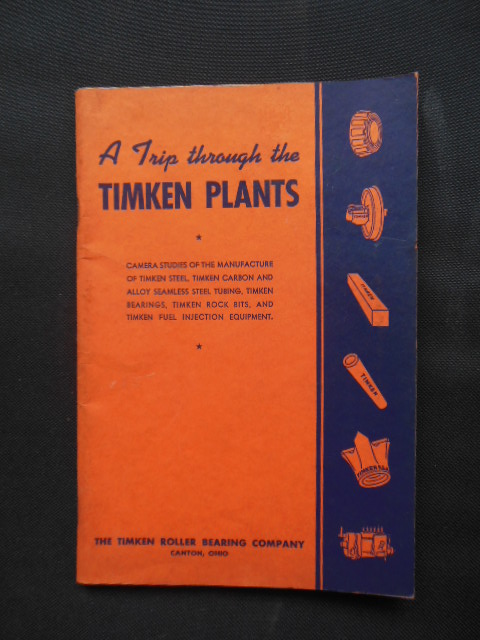 A Trip through the
TIMKEN PLANTS
CAMERA STUDIES OF THE MANUFACTURE
OF TIMKEN STEEL, TIMKEN CARBON AND
ALLOY SEAMLESS STEEL TUBING, TIMKEN
BEARINGS, TIMKEN ROCK BITS, AND
TIMKEN FUEL INJECTION EQUIPMENT.
THE TIMKEN ROLLER BEARING COMPANY
CANTON, OHIO
TIMKEN
TIMKEN
TIMKEN